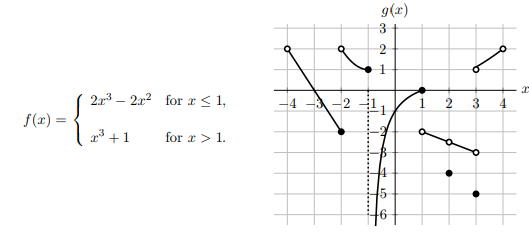 g(x)
3
2
1
−4 −3 −2 −1 1 2 3 4 x
−1
−2
−3
−4
−5
−6
f(x) = { 2x³ − 2x² for x ≤ 1,
x³ + 1 for x > 1.